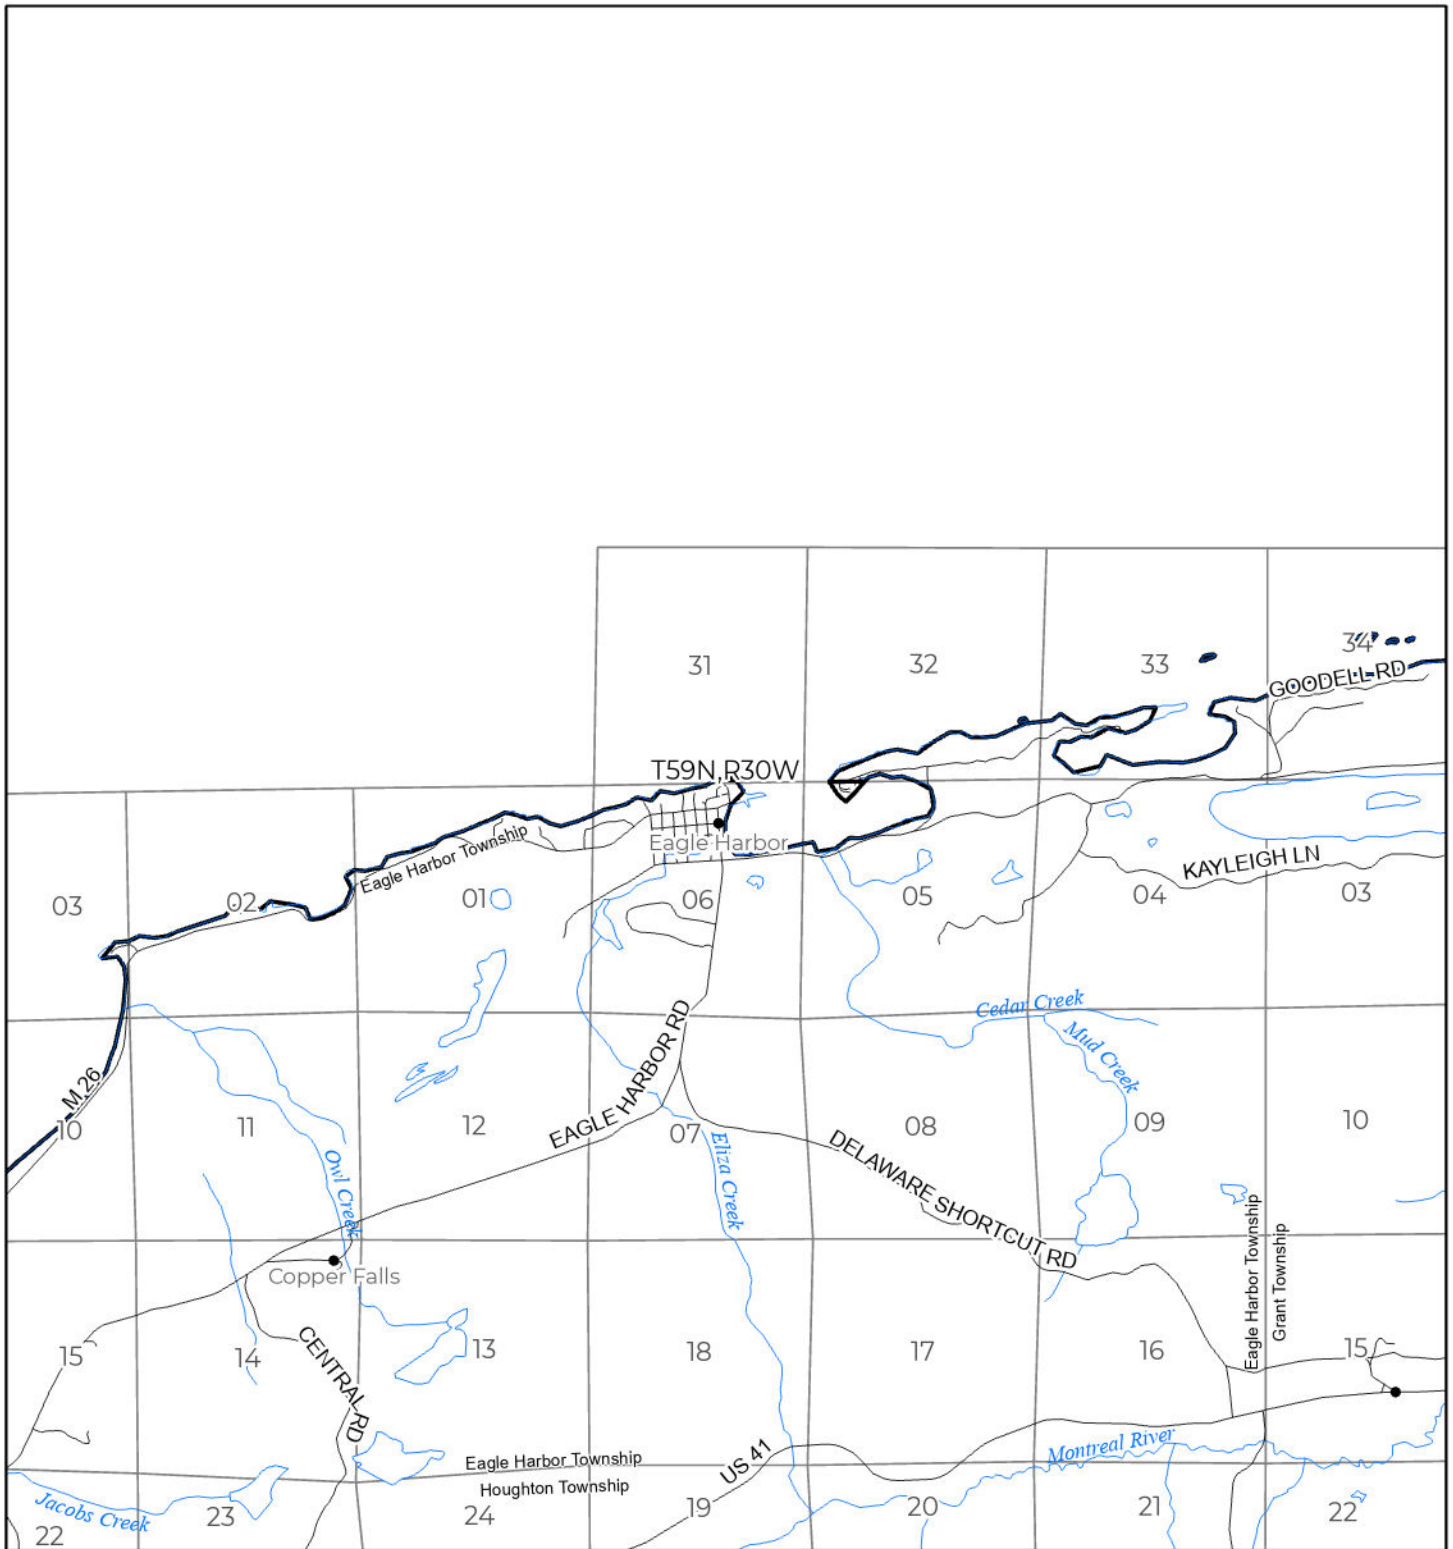 31
32
33
34
GOODELL RD
T59N,R30W
Eagle Harbor
Eagle Harbor Township
KAYLEIGH LN
03
02
01
06
05
04
03
Cedar Creek
Mud Creek
M 26
EAGLE HARBOR RD
10
11
12
07
08
09
10
Owl Creek
Eliza Creek
DELAWARE SHORTCUT RD
Eagle Harbor Township
Grant Township
Copper Falls
CENTRAL RD
15
14
13
18
17
16
15
Eagle Harbor Township
Houghton Township
US 41
Montreal River
Jacobs Creek
22
23
24
19
20
21
22